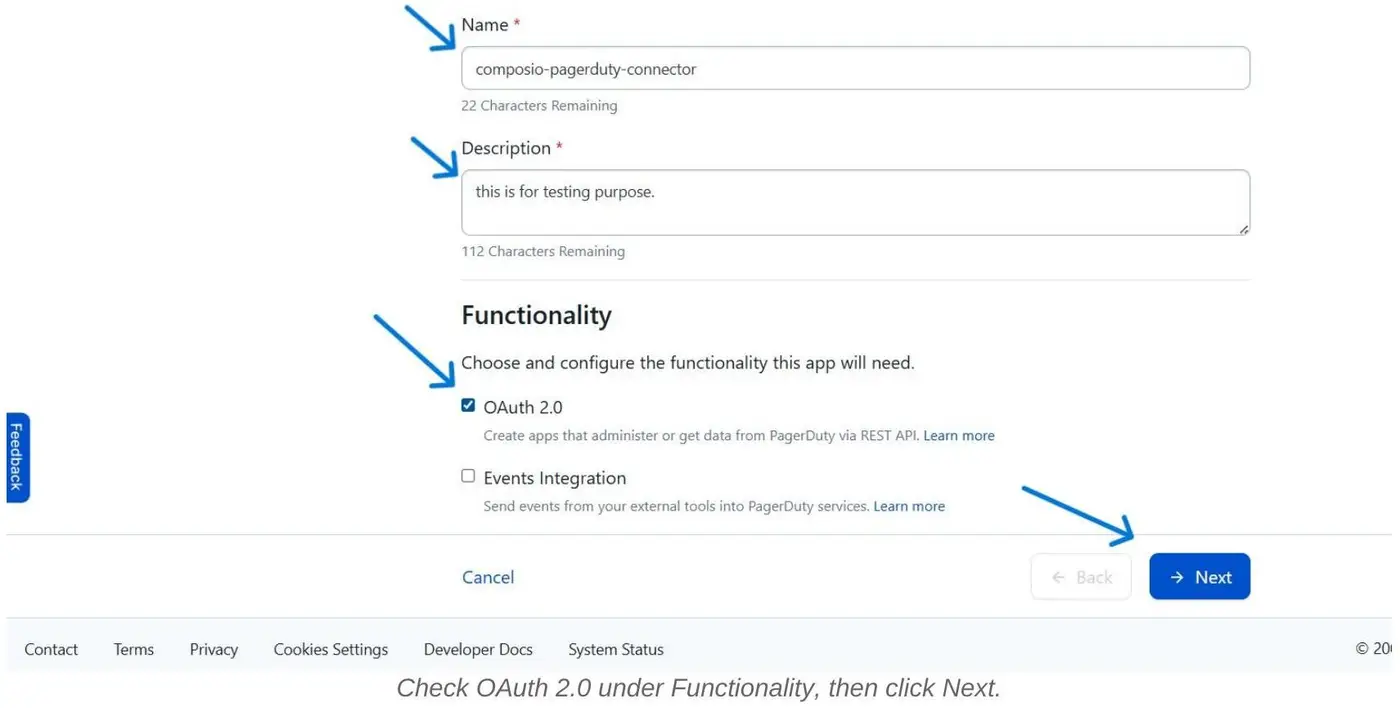 Name *
composio-pagerduty-connector
22 Characters Remaining
Description *
this is for testing purpose.
112 Characters Remaining
Functionality
Choose and configure the functionality this app will need.
OAuth 2.0
Create apps that administer or get data from PagerDuty via REST API. Learn more
Feedback
Events Integration
Send events from your external tools into PagerDuty services. Learn more
Cancel
← Back
→ Next
Contact Terms Privacy Cookies Settings Developer Docs System Status ©
Check OAuth 2.0 under Functionality, then click Next.